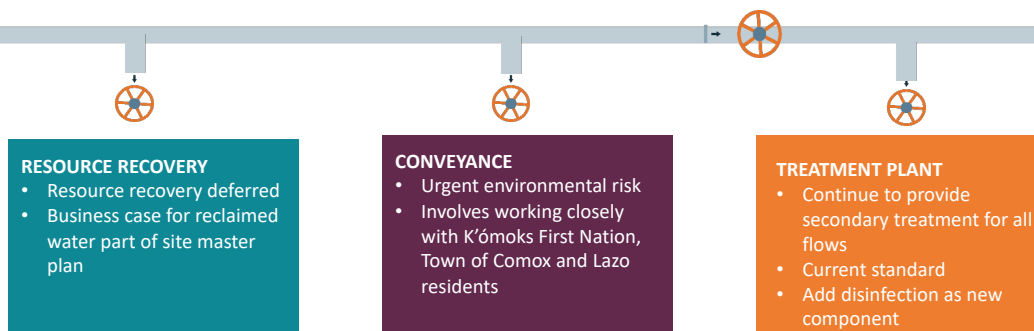 RESOURCE RECOVERY
• Resource recovery deferred
• Business case for reclaimed
water part of site master
plan
CONVEYANCE
• Urgent environmental risk
• Involves working closely
with K'ómoks First Nation,
Town of Comox and Lazo
residents
TREATMENT PLANT
• Continue to provide
secondary treatment for all
flows
• Current standard
• Add disinfection as new
component